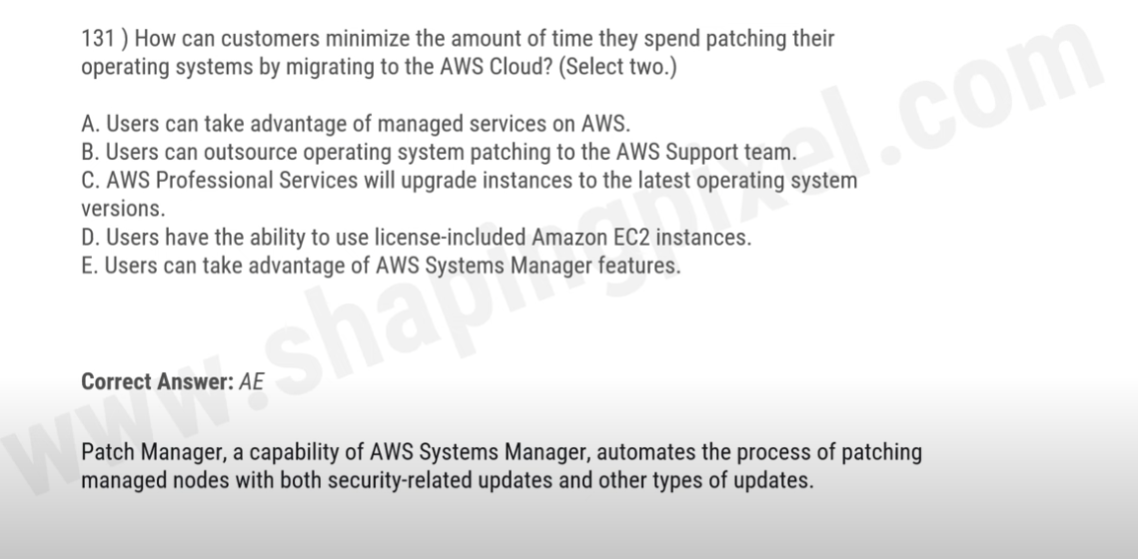 131 ) How can customers minimize the amount of time they spend patching their
operating systems by migrating to the AWS Cloud? (Select two.)
A. Users can take advantage of managed services on AWS.
B. Users can outsource operating system patching to the AWS Support team.
C. AWS Professional Services will upgrade instances to the latest operating system
versions.
D. Users have the ability to use license-included Amazon EC2 instances.
E. Users can take advantage of AWS Systems Manager features.
Correct Answer: AE
Patch Manager, a capability of AWS Systems Manager, automates the process of patching
managed nodes with both security-related updates and other types of updates.
www.shapingpixel.com